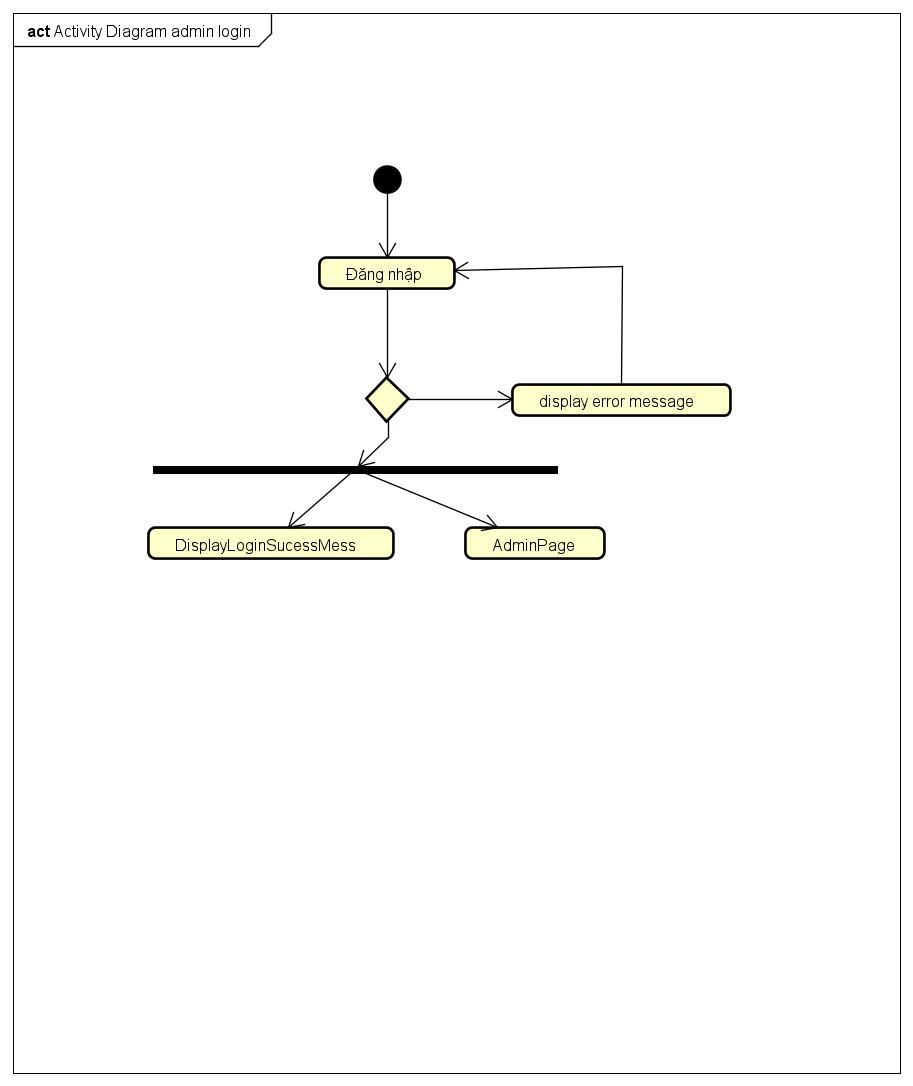 act Activity Diagram admin login
Đăng nhập
display error message
DisplayLoginSucessMess
AdminPage